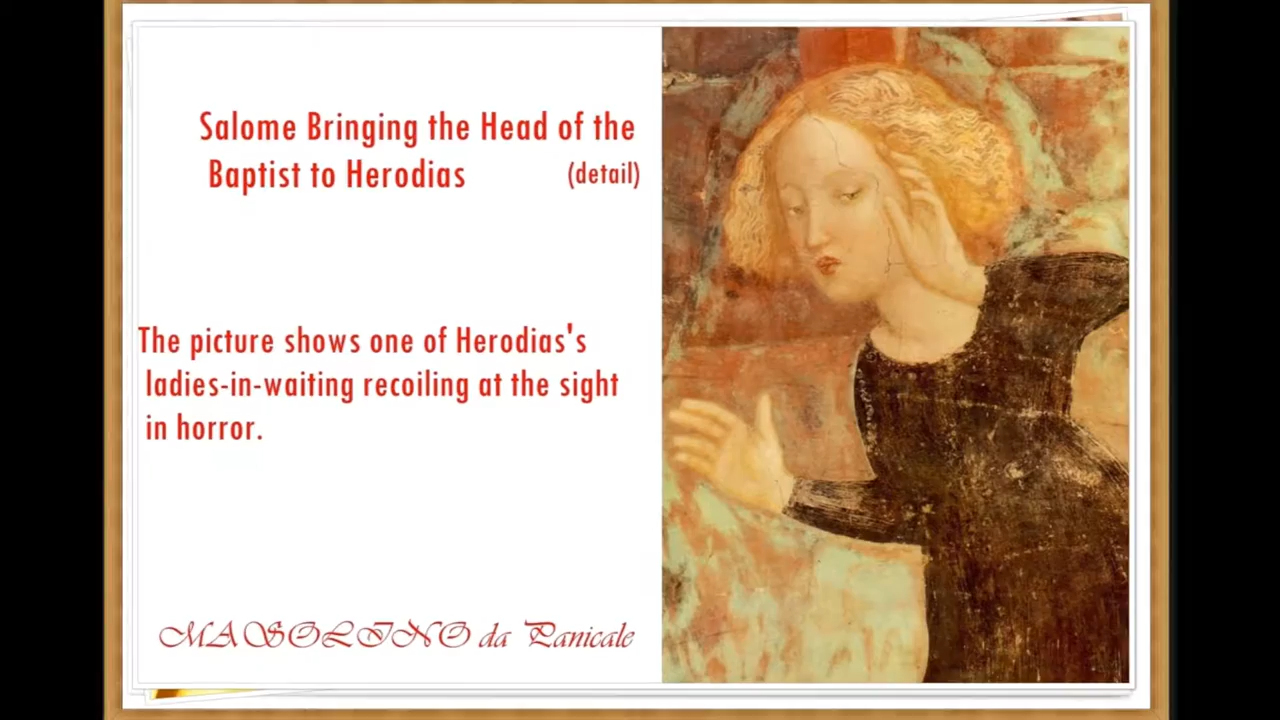 Salome Bringing the Head of the
Baptist to Herodias (detail)
The picture shows one of Herodias's
ladies-in-waiting recoiling at the sight
in horror.
MASOLINO da Panicale